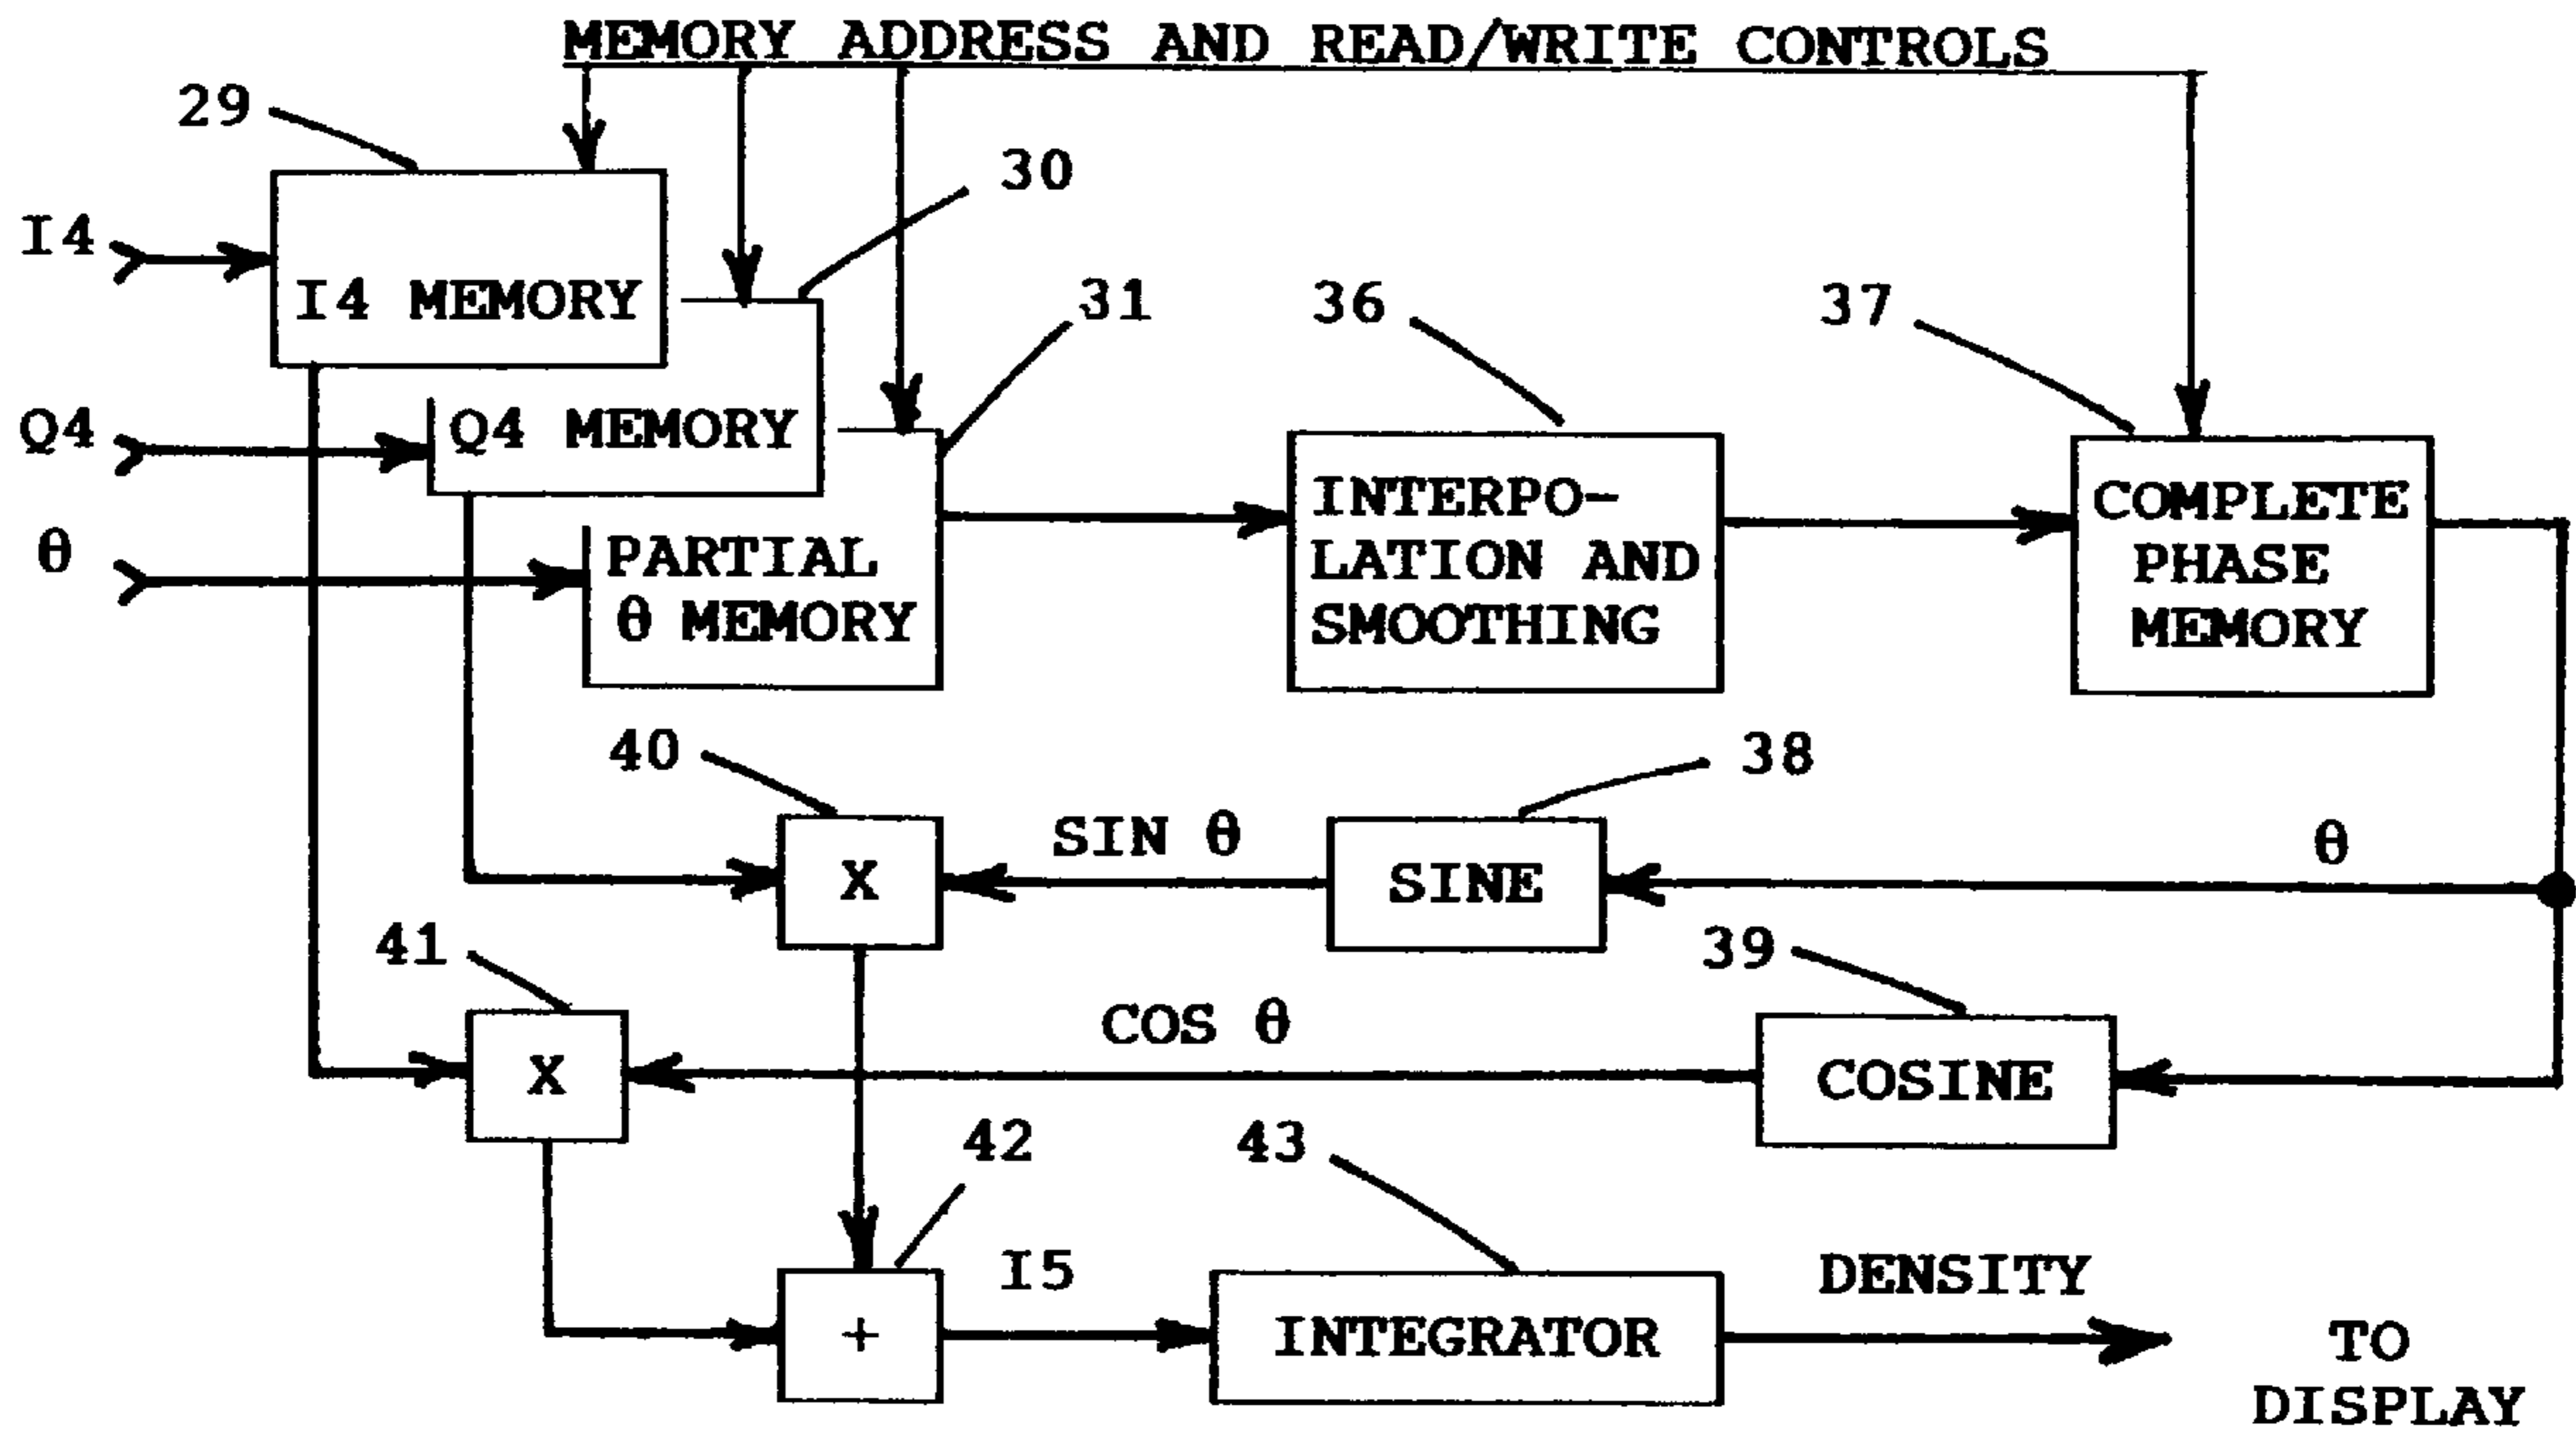 MEMORY ADDRESS AND READ/WRITE CONTROLS
29
30
I4
I4 MEMORY
31
36
37
Q4
Q4 MEMORY
θ
PARTIAL
θ MEMORY
INTERPO-
LATION AND
SMOOTHING
COMPLETE
PHASE
MEMORY
40
38
SIN θ
θ
X
SINE
41
39
COS θ
X
COSINE
42
43
I5
DENSITY
+
INTEGRATOR
TO
DISPLAY